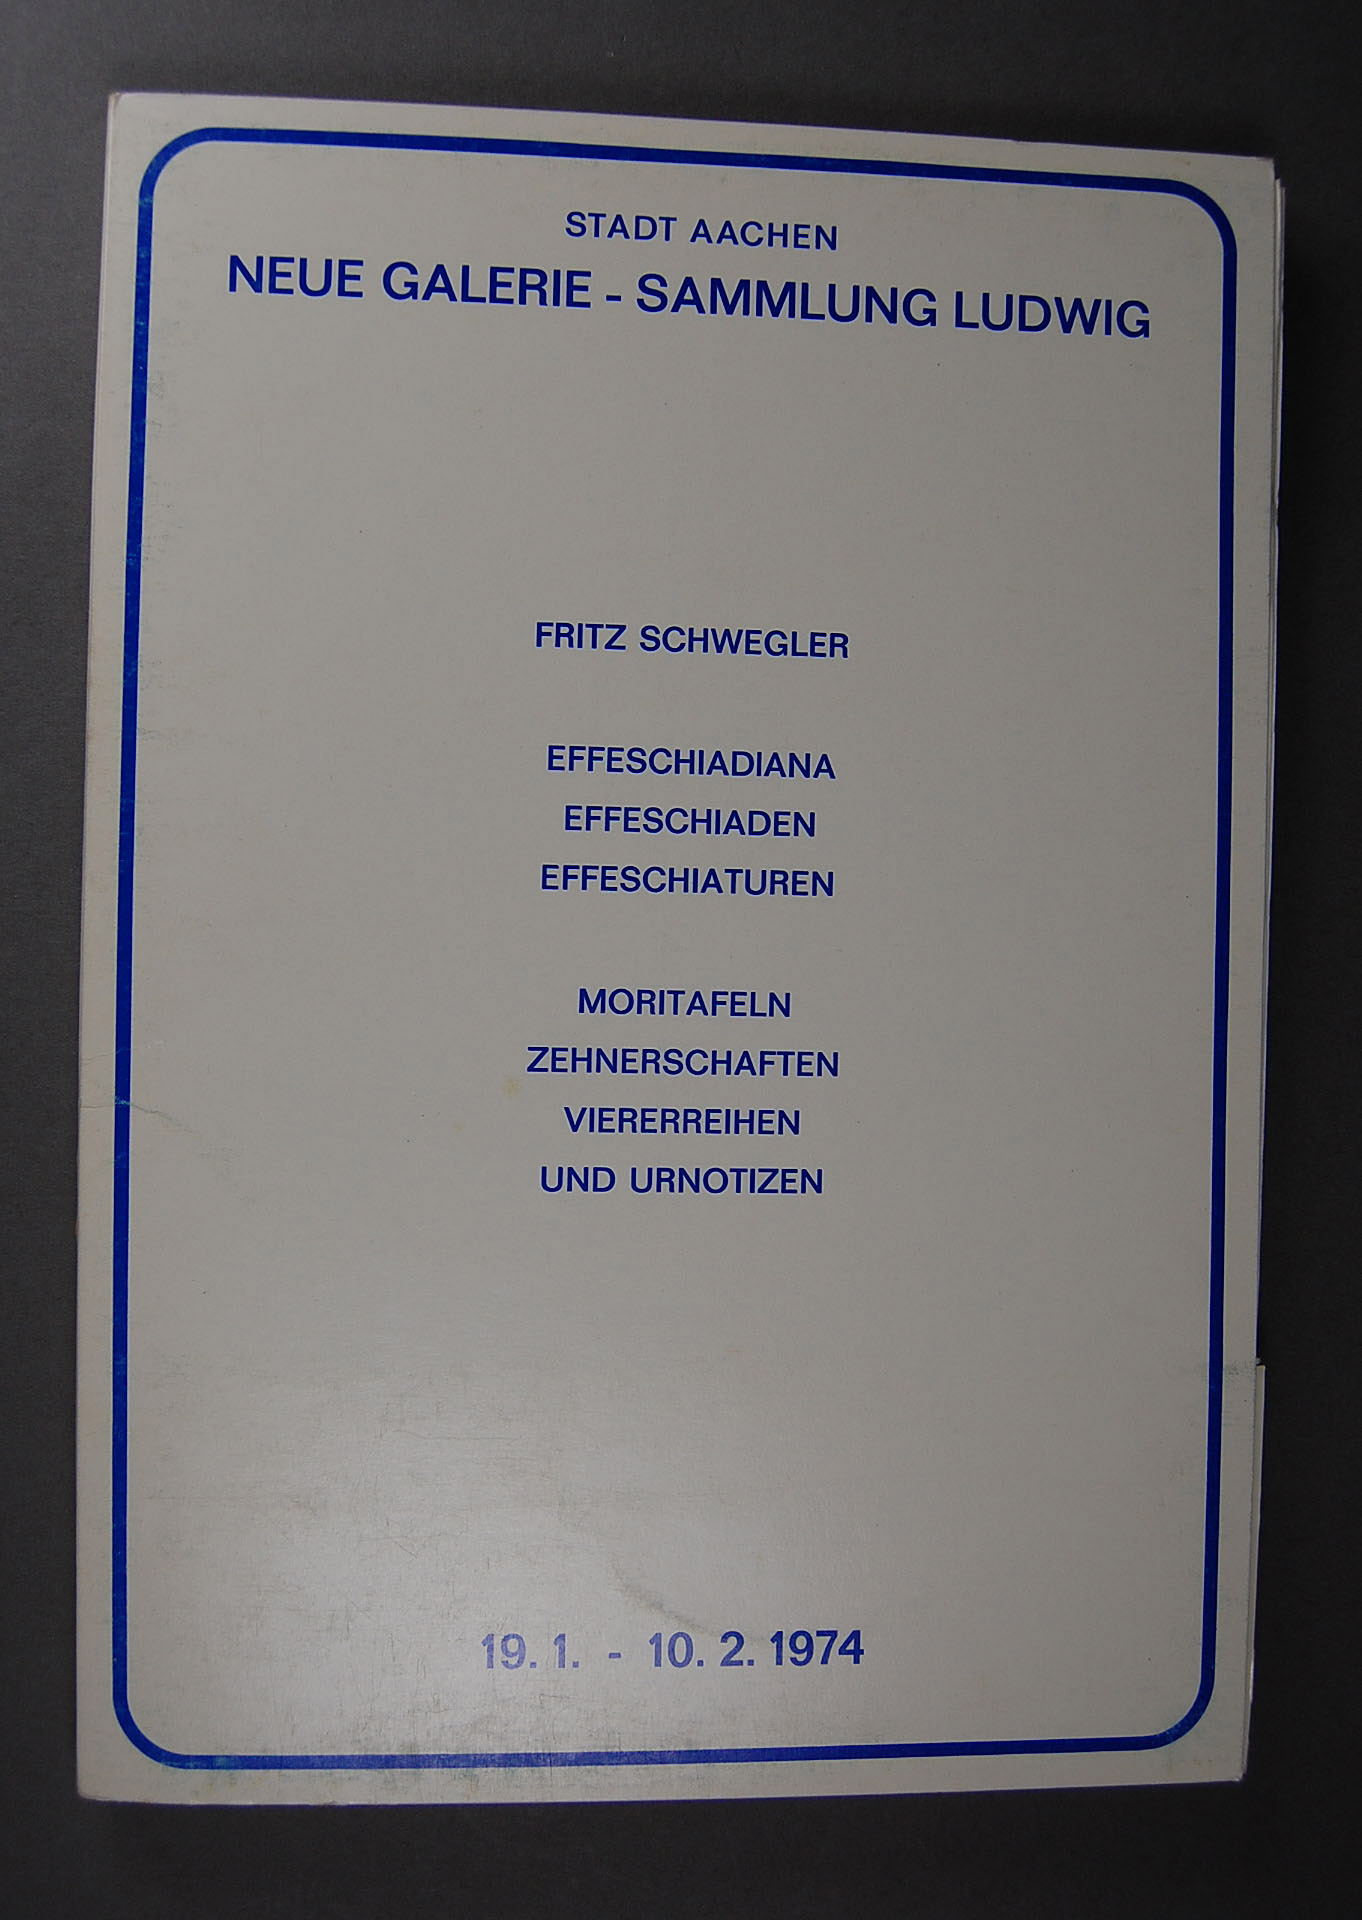 STADT AACHEN
NEUE GALERIE - SAMMLUNG LUDWIG
FRITZ SCHWEGLER
EFFESCHIADIANA
EFFESCHIADEN
EFFESCHIATUREN
MORITAFELN
ZEHNERSCHAFTEN
VIERERREIHEN
UND URNOTIZEN
19. 1. - 10. 2. 1974